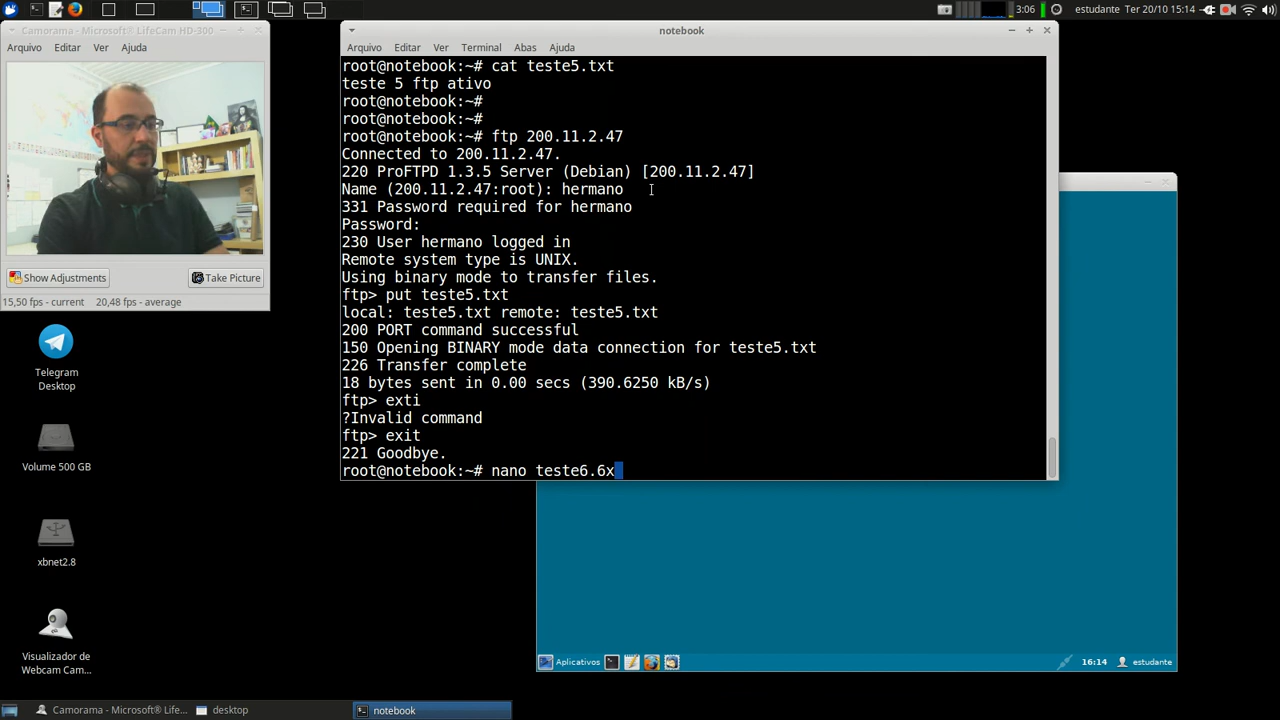 3:06
estudante Ter 20/10 15:14
Camorama - Microsoft LifeCam HD-300
Arquivo Editar Ver Ajuda
Show Adjustments
Take Picture
15,50 fps - current 20,48 fps - average
Telegram
Desktop
Volume 500 GB
xbnet2.8
Visualizador de
Webcam Cam...
notebook
Arquivo Editar Ver Terminal Abas Ajuda
root@notebook:~# cat teste5.txt
teste 5 ftp ativo
root@notebook:~#
root@notebook:~#
root@notebook:~# ftp 200.11.2.47
Connected to 200.11.2.47.
220 ProFTPD 1.3.5 Server (Debian) [200.11.2.47]
Name (200.11.2.47:root): hermano
331 Password required for hermano
Password:
230 User hermano logged in
Remote system type is UNIX.
Using binary mode to transfer files.
ftp> put teste5.txt
local: teste5.txt remote: teste5.txt
200 PORT command successful
150 Opening BINARY mode data connection for teste5.txt
226 Transfer complete
18 bytes sent in 0.00 secs (390.6250 kB/s)
ftp> exti
?Invalid command
ftp> exit
221 Goodbye.
root@notebook:~# nano teste6.6x
Aplicativos
16:14
estudante
Camorama - Microsoft LifeC...
desktop
notebook